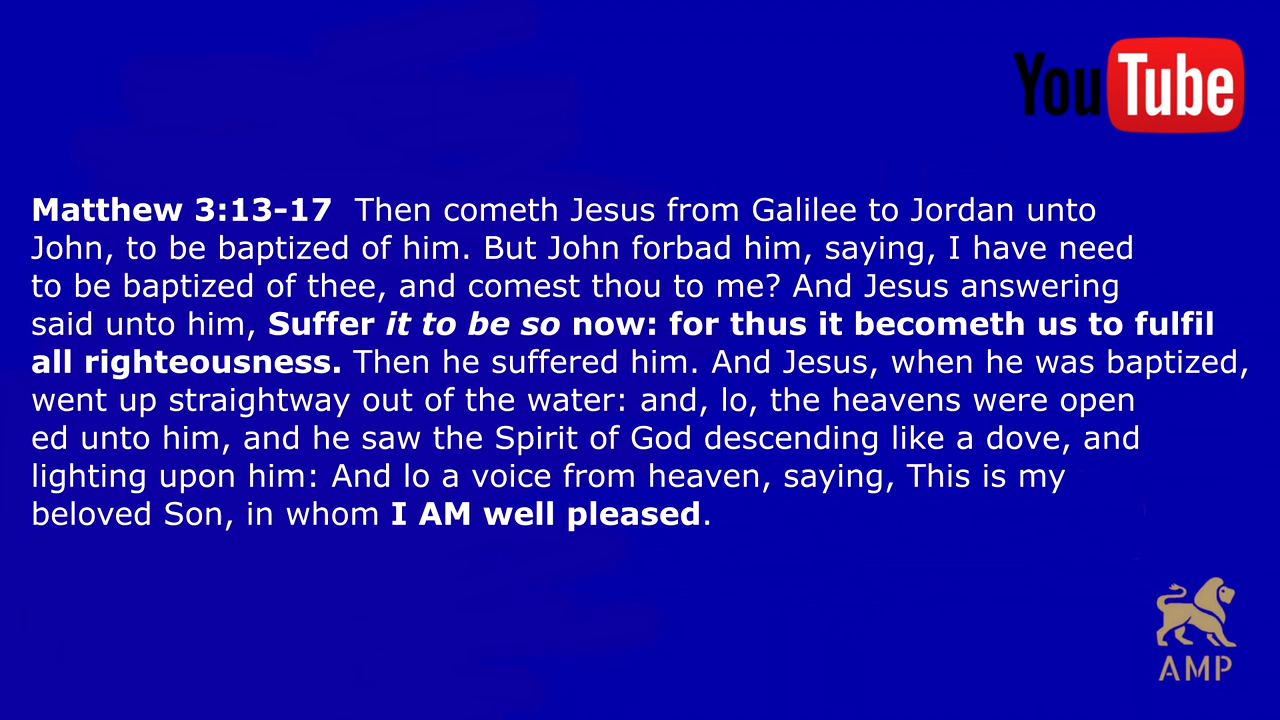 YouTube
Matthew 3:13-17 Then cometh Jesus from Galilee to Jordan unto
John, to be baptized of him. But John forbad him, saying, I have need
to be baptized of thee, and comest thou to me? And Jesus answering
said unto him, Suffer it to be so now: for thus it becometh us to fulfil
all righteousness. Then he suffered him. And Jesus, when he was baptized,
went up straightway out of the water: and, lo, the heavens were open
ed unto him, and he saw the Spirit of God descending like a dove, and
lighting upon him: And lo a voice from heaven, saying, This is my
beloved Son, in whom I AM well pleased.
AMP